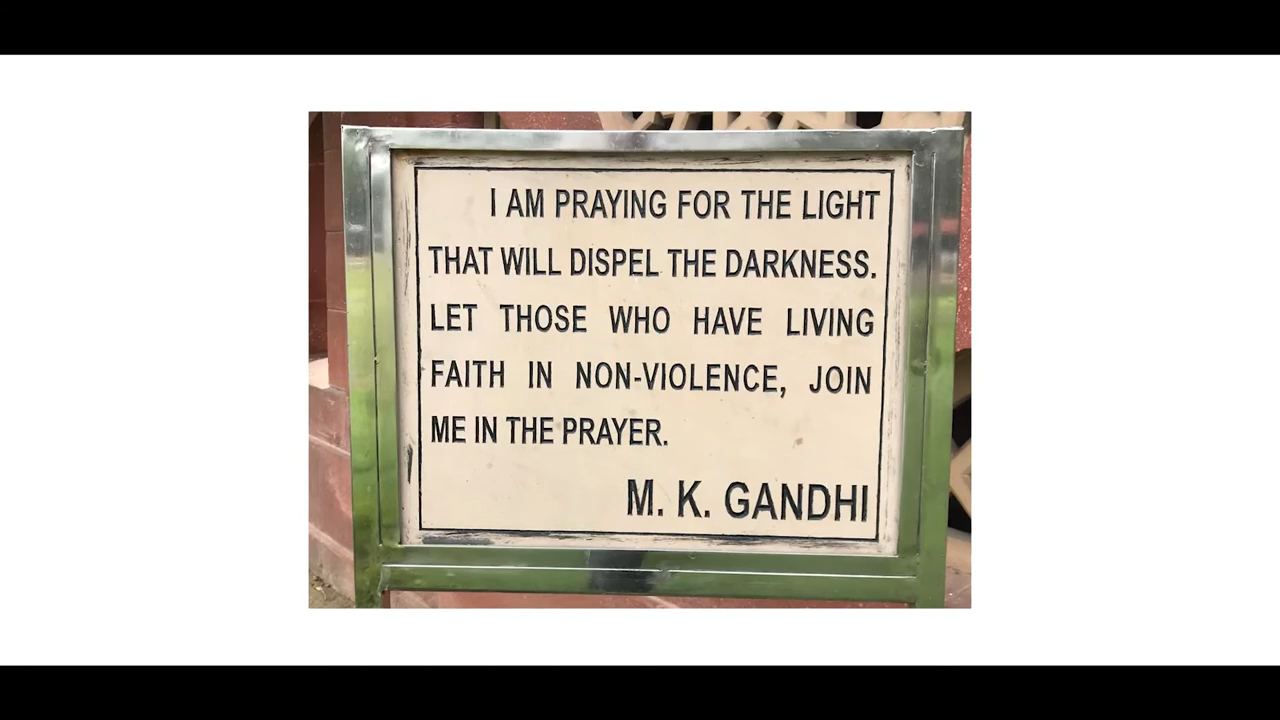 I AM PRAYING FOR THE LIGHT
THAT WILL DISPEL THE DARKNESS.
LET THOSE WHO HAVE LIVING
FAITH IN NON-VIOLENCE, JOIN
ME IN THE PRAYER.
M. K. GANDHI